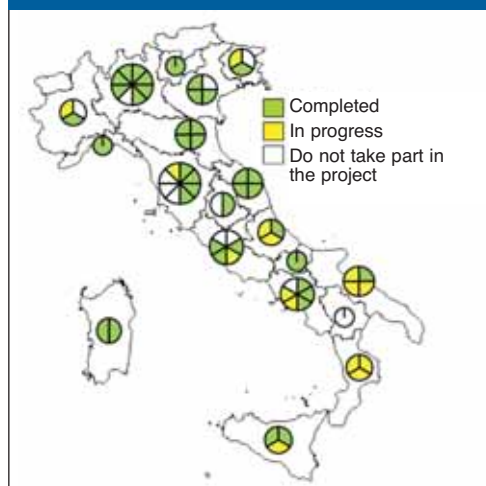 Completed
In progress
Do not take part in
the project